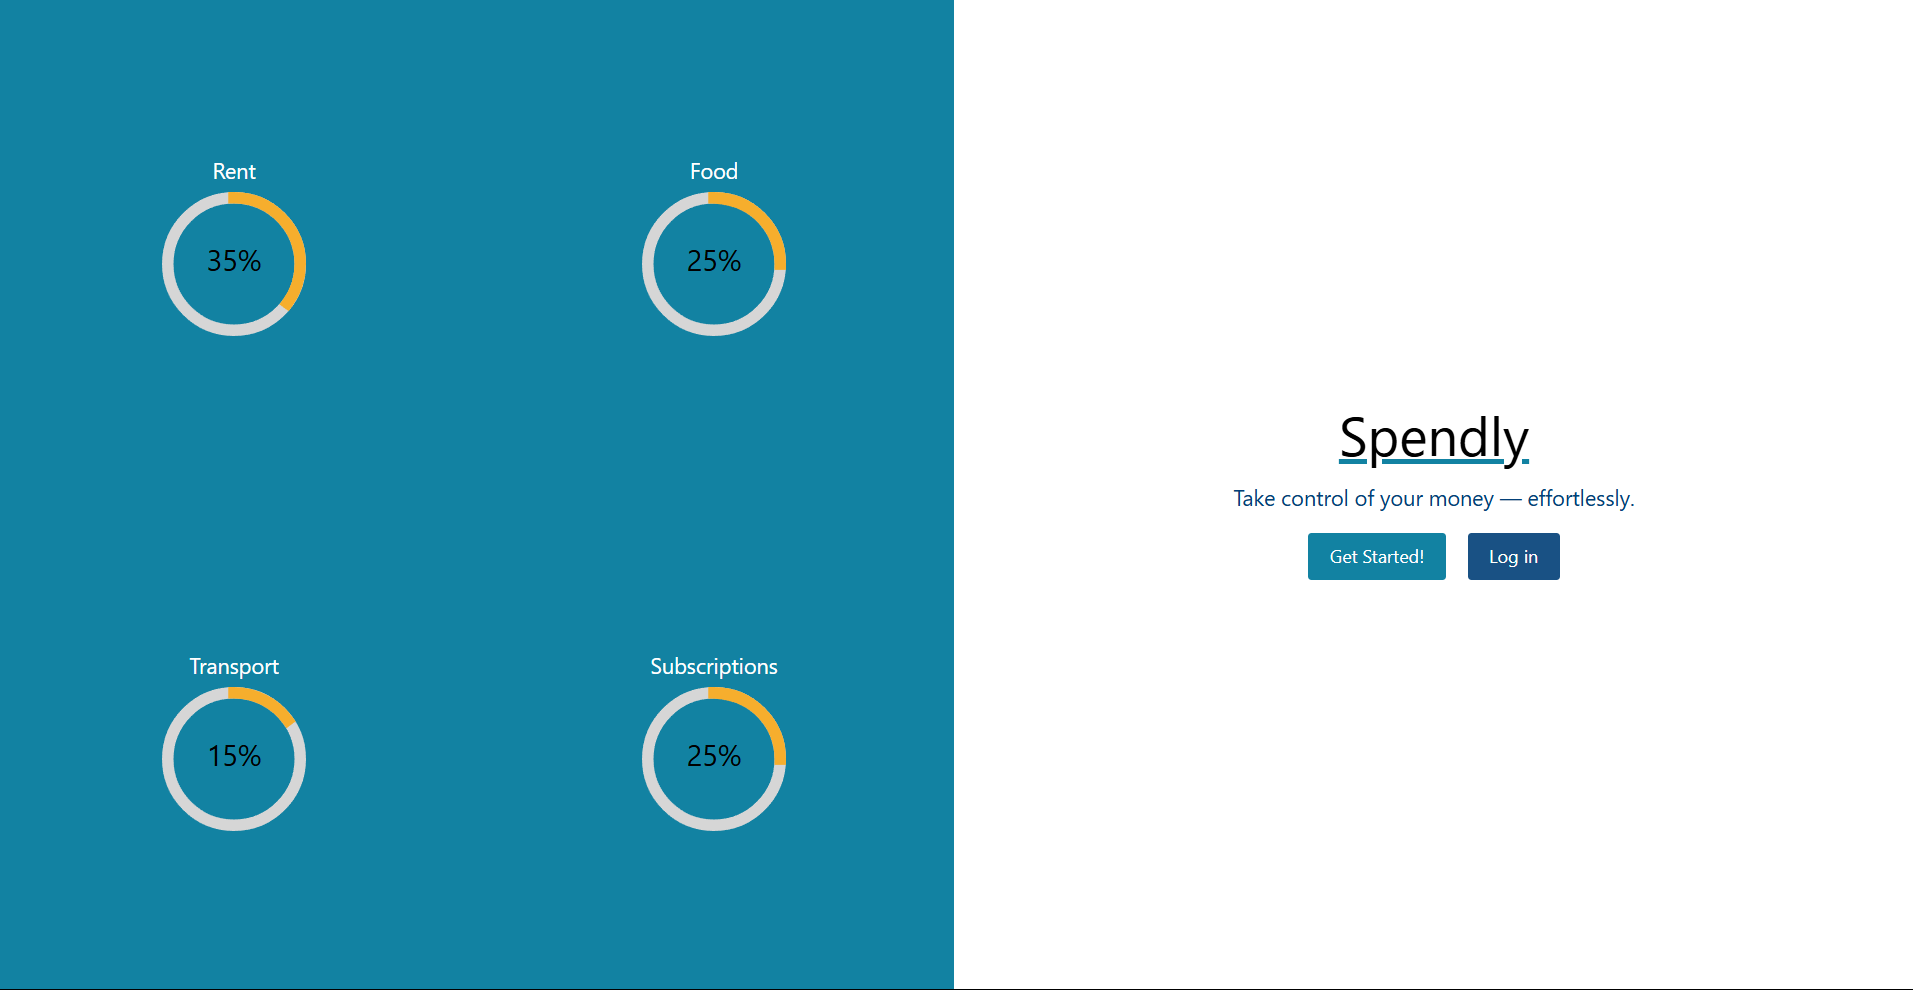 Rent
35%
Food
25%
Transport
15%
Subscriptions
25%
Spendly
Take control of your money — effortlessly.
Get Started!
Log in